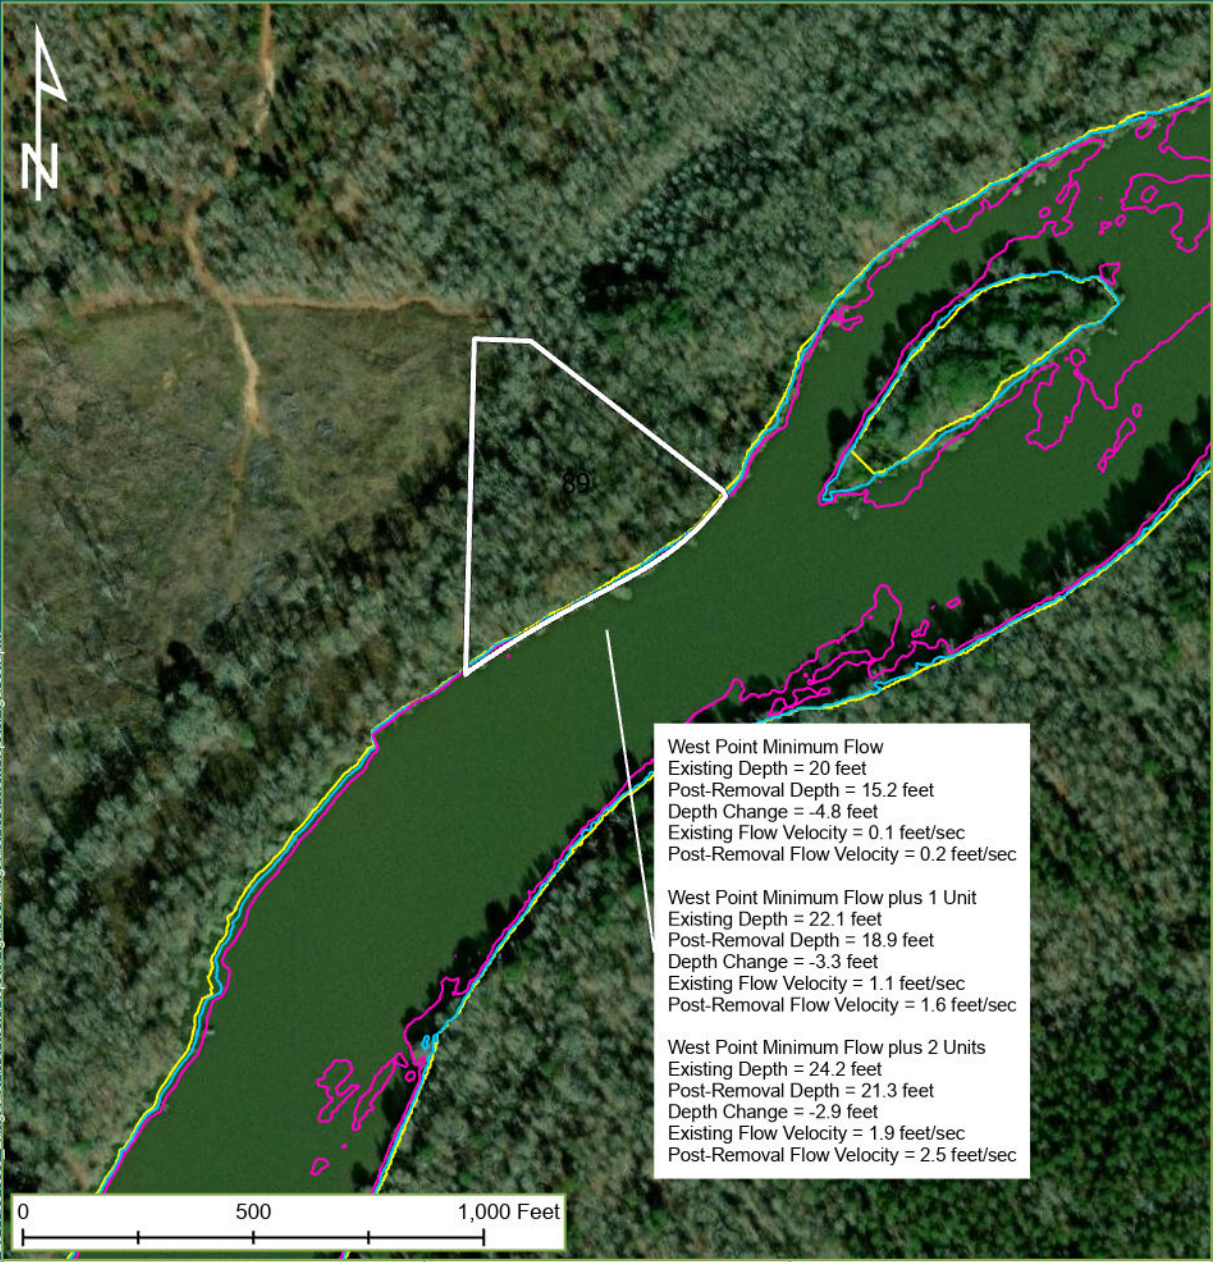 N
89
West Point Minimum Flow
Existing Depth = 20 feet
Post-Removal Depth = 15.2 feet
Depth Change = -4.8 feet
Existing Flow Velocity = 0.1 feet/sec
Post-Removal Flow Velocity = 0.2 feet/sec
West Point Minimum Flow plus 1 Unit
Existing Depth = 22.1 feet
Post-Removal Depth = 18.9 feet
Depth Change = -3.3 feet
Existing Flow Velocity = 1.1 feet/sec
Post-Removal Flow Velocity = 1.6 feet/sec
West Point Minimum Flow plus 2 Units
Existing Depth = 24.2 feet
Post-Removal Depth = 21.3 feet
Depth Change = -2.9 feet
Existing Flow Velocity = 1.9 feet/sec
Post-Removal Flow Velocity = 2.5 feet/sec
0 500 1,000 Feet